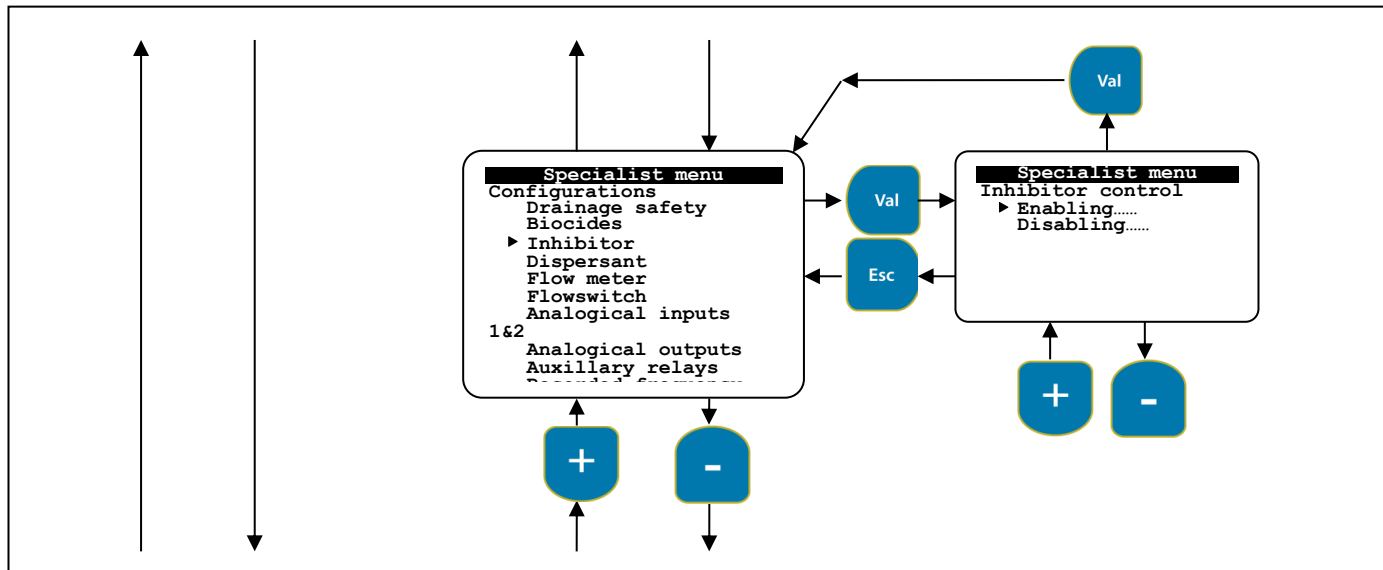 Val
Specialist menu
Configurations
Drainage safety
Biocides
Inhibitor
Dispersant
Flow meter
Flowswitch
Analogical inputs
1&2
Analogical outputs
Auxillary relays
Val
Esc
Specialist menu
Inhibitor control
Enabling......
Disabling......
+
-
+
-